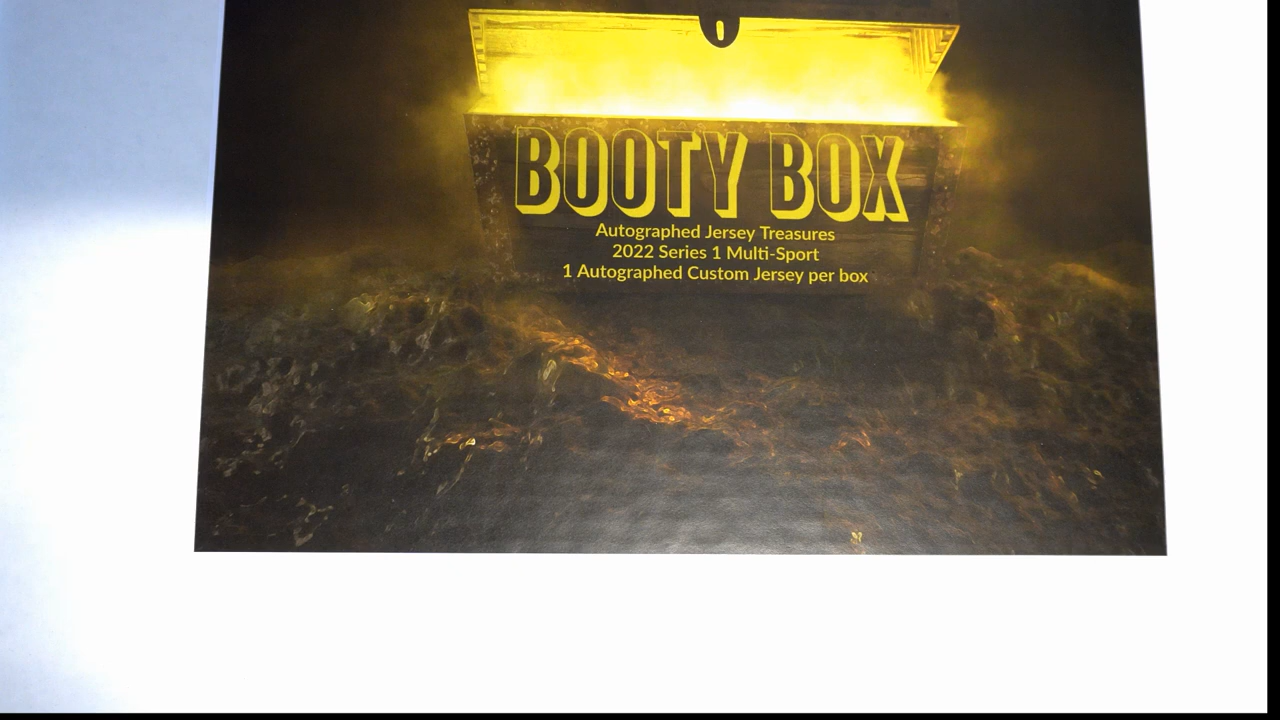 BOOTY BOX
Autographed Jersey Treasures
2022 Series 1 Multi-Sport
1 Autographed Custom Jersey per box